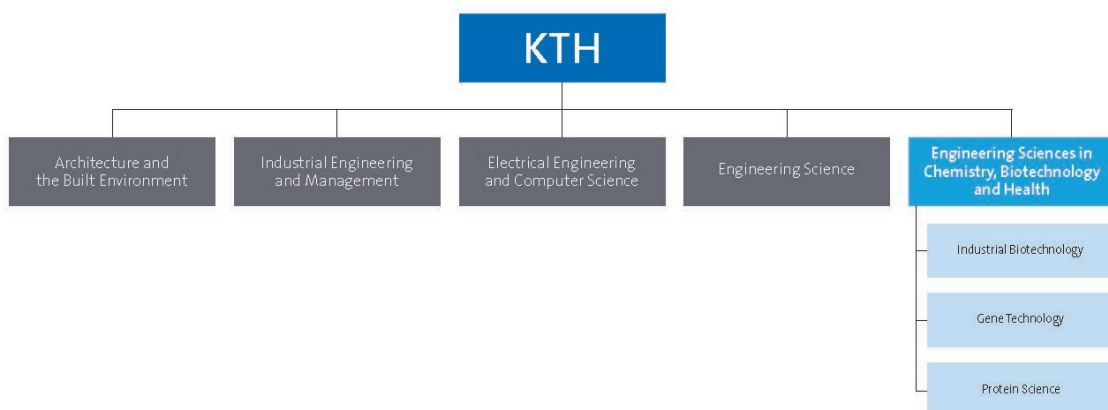 KTH
Architecture and
the Built Environment
Industrial Engineering
and Management
Electrical Engineering
and Computer Science
Engineering Science
Engineering Sciences in
Chemistry, Biotechnology
and Health
Industrial Biotechnology
Gene Technology
Protein Science